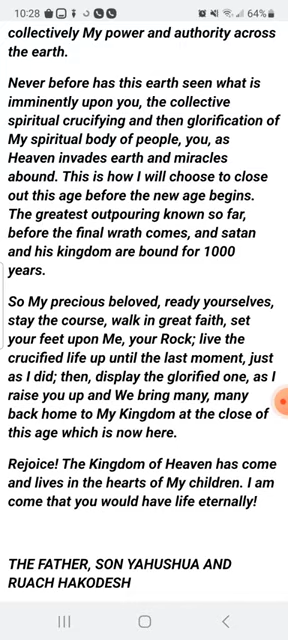 10:28
64%
collectively My power and authority across
the earth.
Never before has this earth seen what is
imminently upon you, the collective
spiritual crucifying and then glorification of
My spiritual body of people, you, as
Heaven invades earth and miracles
abound. This is how I will choose to close
out this age before the new age begins.
The greatest outpouring known so far,
before the final wrath comes, and satan
and his kingdom are bound for 1000
years.
So My precious beloved, ready yourselves,
stay the course, walk in great faith, set
your feet upon Me, your Rock; live the
crucified life up until the last moment, just
as I did; then, display the glorified one, as I
raise you up and We bring many, many
back home to My Kingdom at the close of
this age which is now here.
Rejoice! The Kingdom of Heaven has come
and lives in the hearts of My children. I am
come that you would have life eternally!
THE FATHER, SON YAHUSHUA AND
RUACH HAKODESH